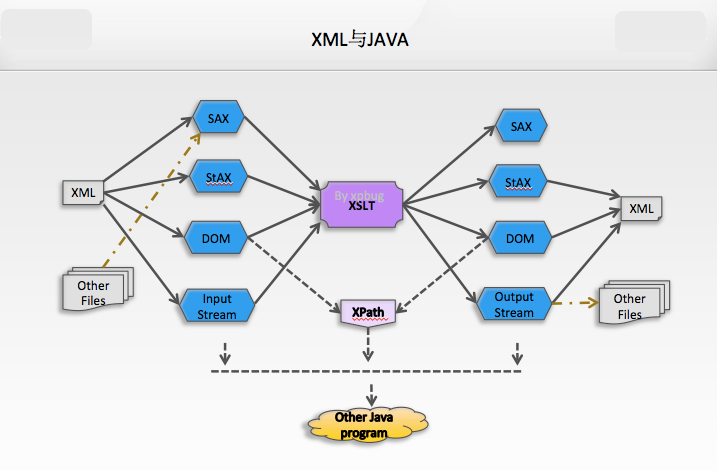 XML与JAVA
SAX
SAX
StAX
StAX
XML
By xnbug
XSLT
XML
DOM
DOM
Other
Files
Input
Stream
XPath
Output
Stream
Other
Files
Other Java
program